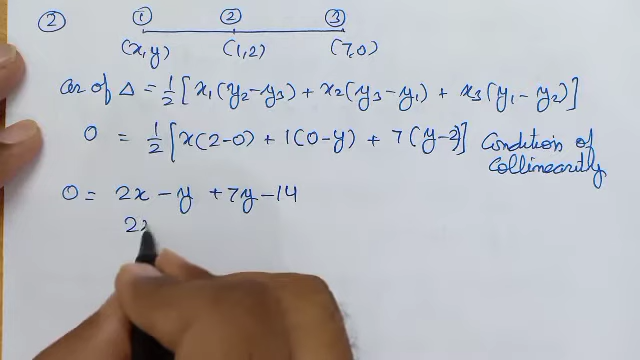 ② ① ② ③
(x,y) (1,2) (7,0)
ar of Δ = 1/2 [ x₁(y₂-y₃) + x₂(y₃-y₁) + x₃(y₁-y₂) ]
0 = 1/2 [ x(2-0) + 1(0-y) + 7(y-2) ] Condition of
Collinearity
0 = 2x - y + 7y - 14
2x